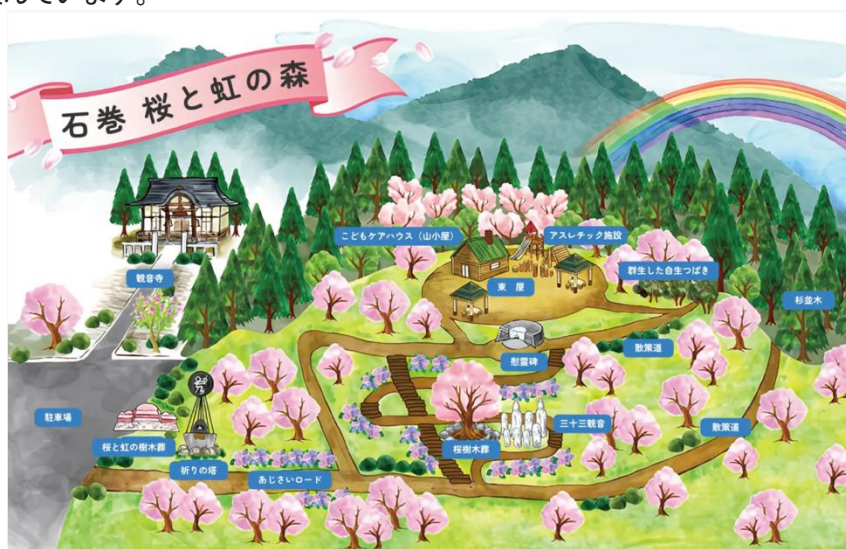 ています。
石巻 桜と虹の森
こどもケアハウス（山小屋）
アスレチック施設
観音寺
東屋
群生した自生つばき
杉並木
慰霊碑
散策道
駐車場
三十三観音
散策道
桜と虹の樹木葬
桜樹木葬
祈りの塔
あじさいロード